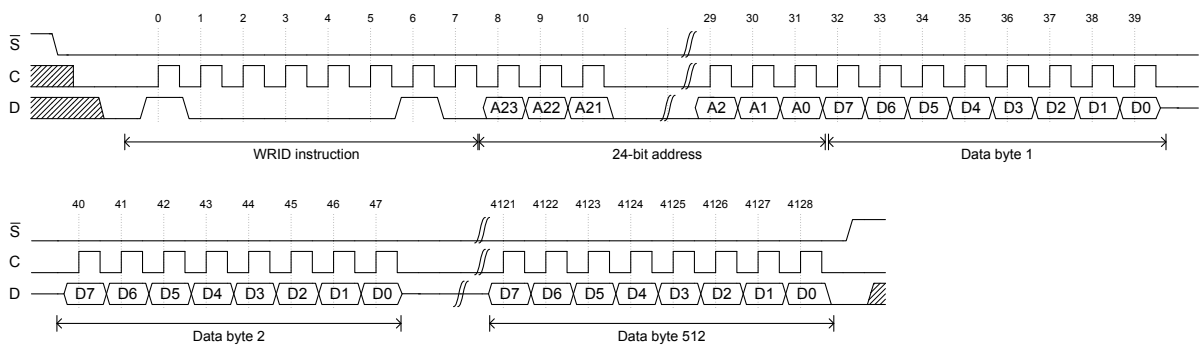 0 1 2 3 4 5 6 7 8 9 10 29 30 31 32 33 34 35 36 37 38 39
S̅
C
D A23 A22 A21 A2 A1 A0 D7 D6 D5 D4 D3 D2 D1 D0
WRID instruction 24-bit address Data byte 1
40 41 42 43 44 45 46 47 4121 4122 4123 4124 4125 4126 4127 4128
S̅
C
D D7 D6 D5 D4 D3 D2 D1 D0 D7 D6 D5 D4 D3 D2 D1 D0
Data byte 2 Data byte 512